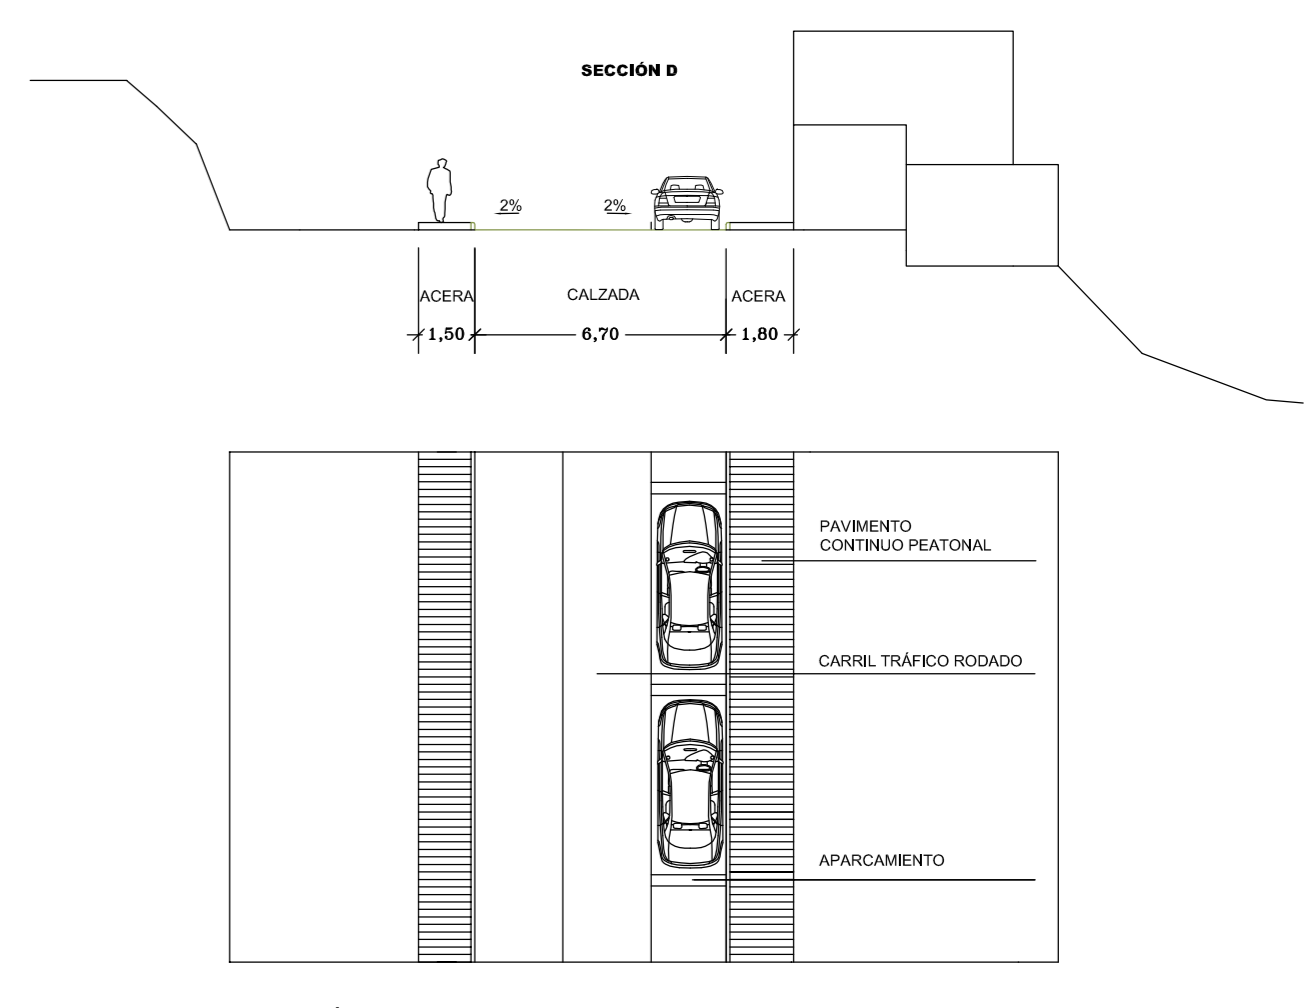 SECCIÓN D
2% 2%
ACERA CALZADA ACERA
1,50 6,70 1,80
PAVIMENTO
CONTINUO PEATONAL
CARRIL TRÁFICO RODADO
APARCAMIENTO